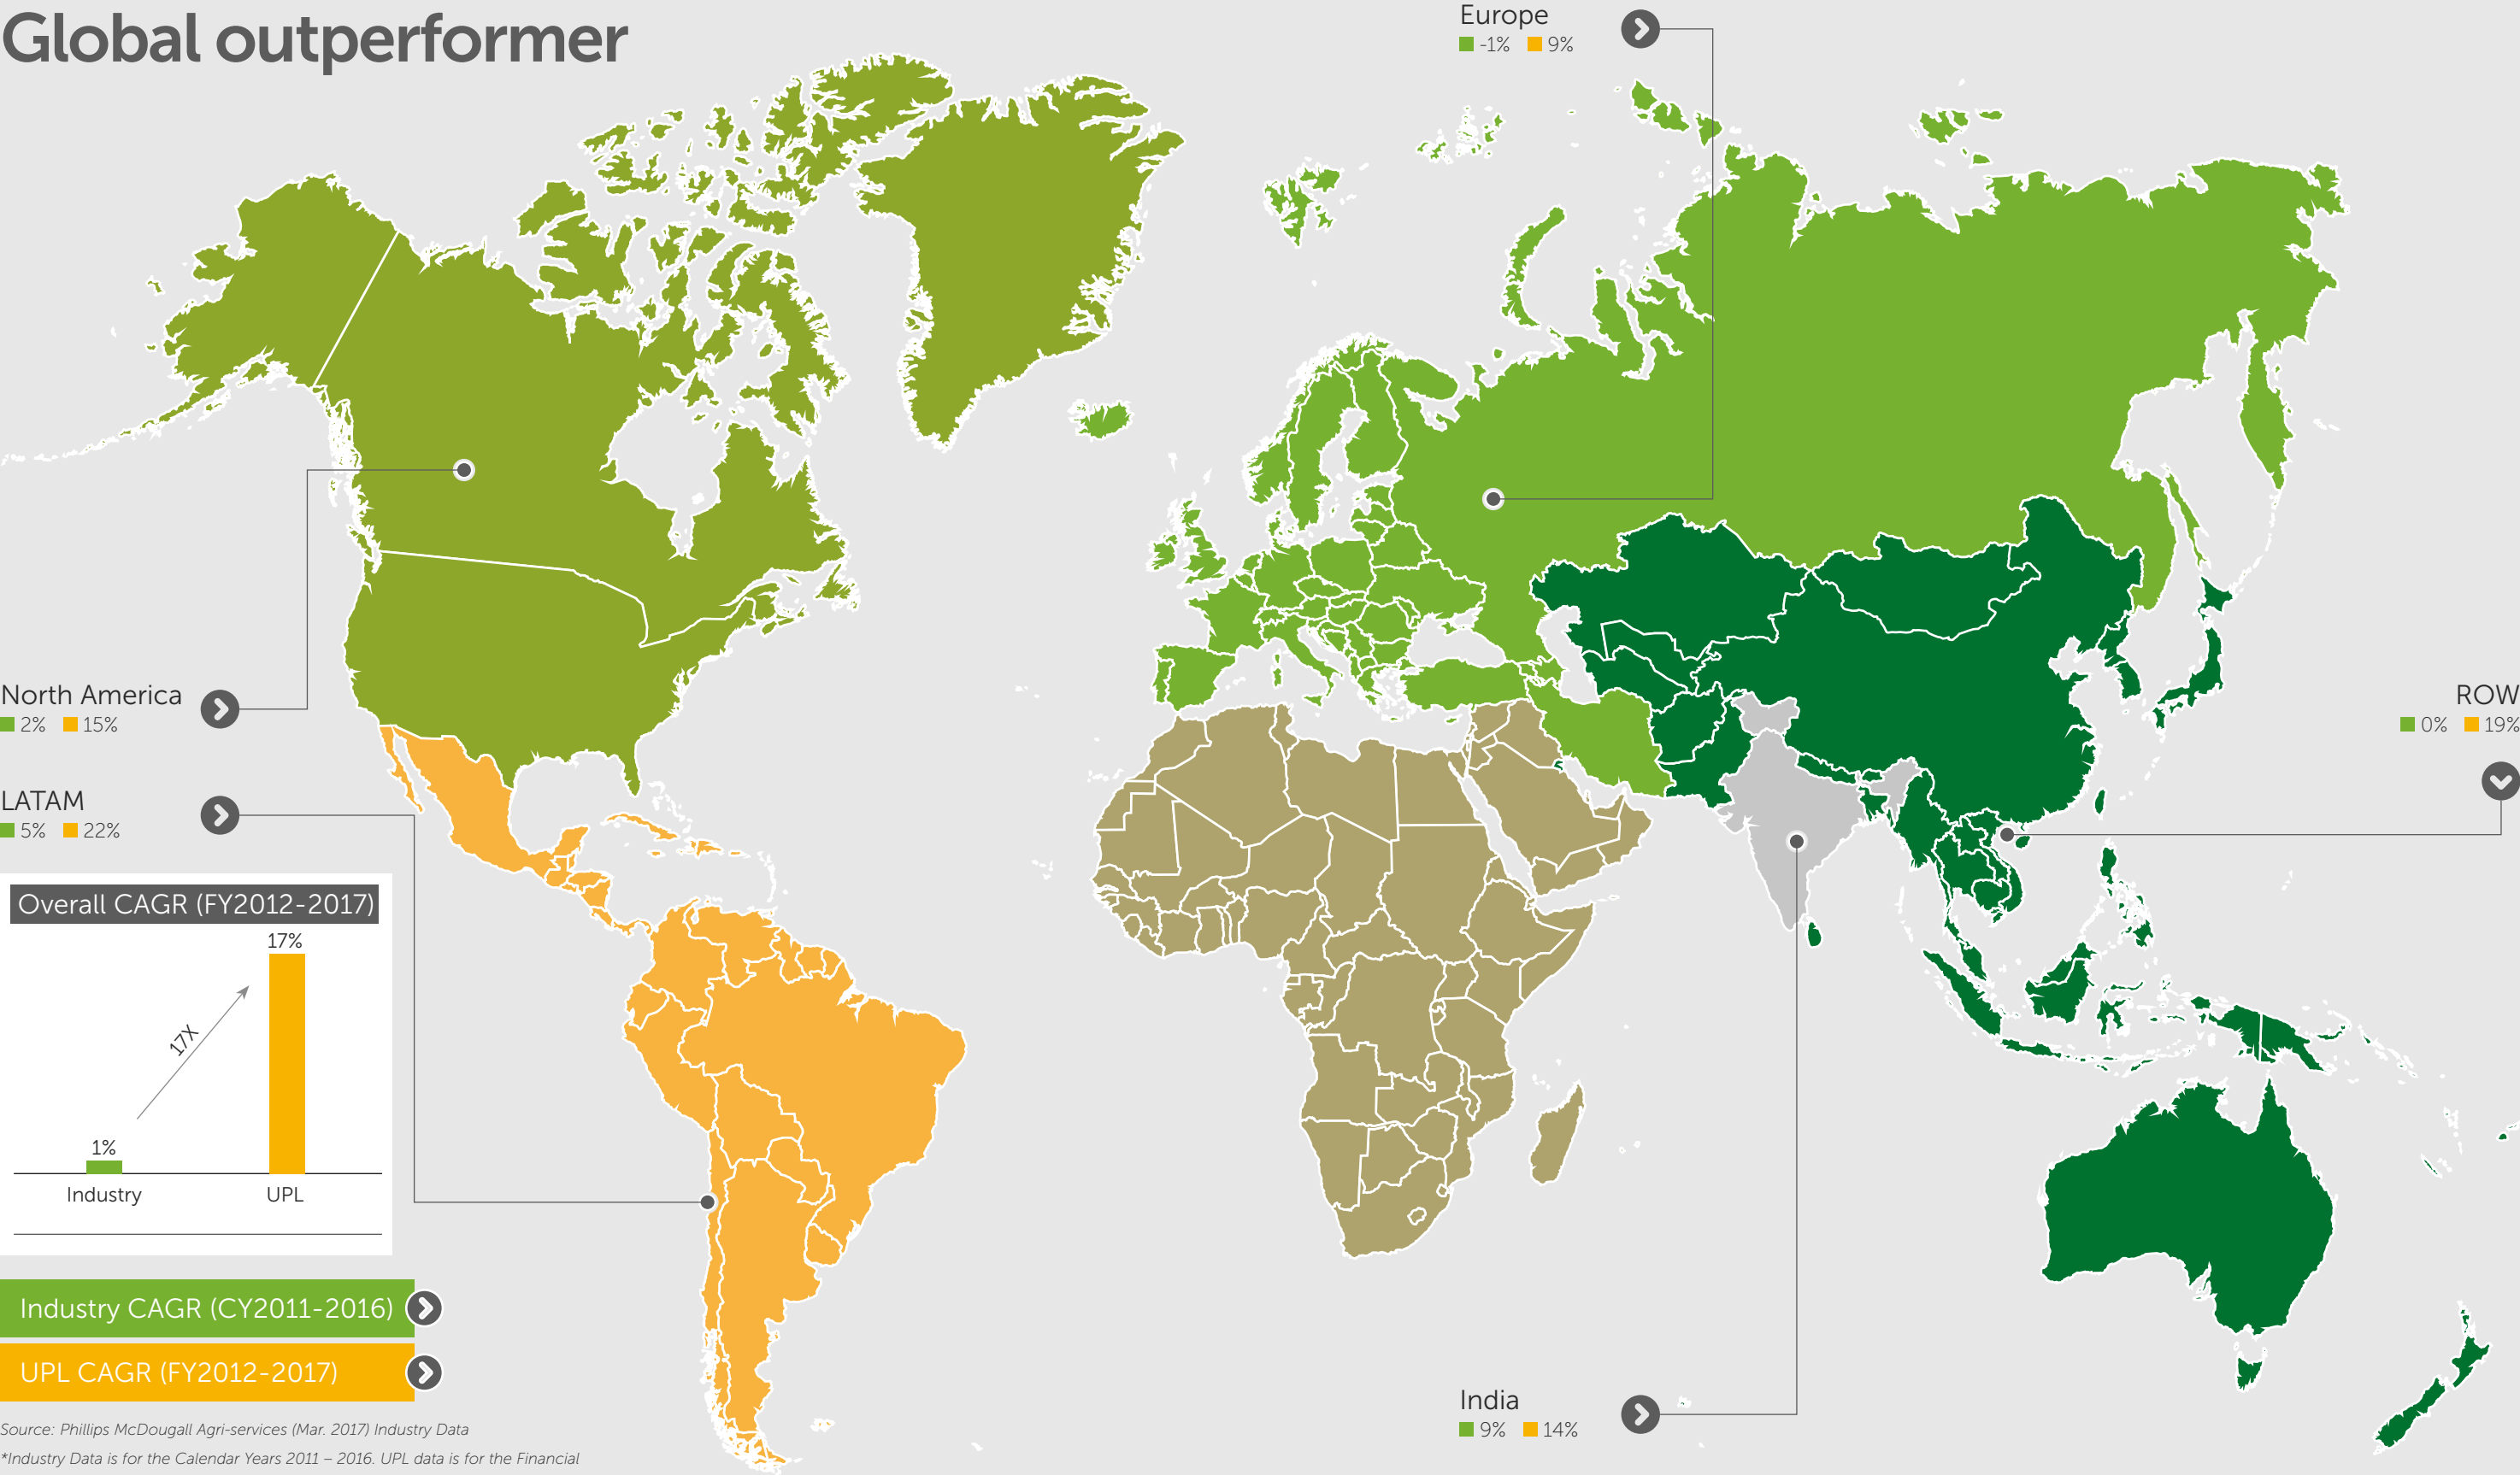 Global outperformer
Europe
-1% 9%
North America
2% 15%
ROW
0% 19%
LATAM
5% 22%
Overall CAGR (FY2012-2017)
17%
17X
1%
Industry UPL
Industry CAGR (CY2011-2016)
UPL CAGR (FY2012-2017)
India
9% 14%
Source: Phillips McDougall Agri-services (Mar. 2017) Industry Data
*Industry Data is for the Calendar Years 2011 – 2016. UPL data is for the Financial